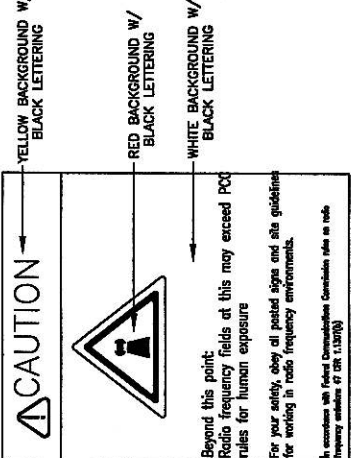 CAUTION
Beyond this point:
Radio frequency fields at this may exceed PCC
rules for human exposure
For your safety, obey all posted signs and site guidelines
for working in radio frequency environments.
In accordance with Federal Communications Commission rules on radio
frequency emissions 47 CFR 1.1307(b)
YELLOW BACKGROUND W/
BLACK LETTERING
RED BACKGROUND W/
BLACK LETTERING
WHITE BACKGROUND W/
BLACK LETTERING